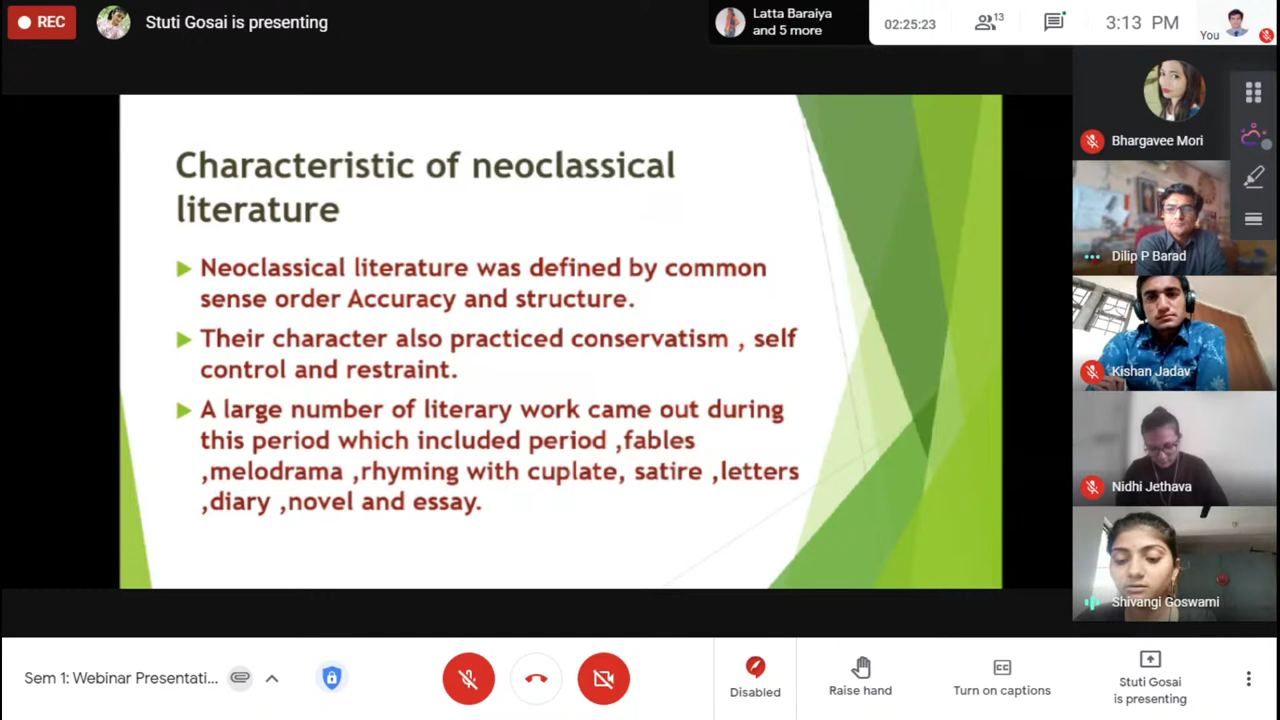 REC
Stuti Gosai is presenting
Latta Baraiya
and 5 more
02:25:23
13
3:13 PM
You
Characteristic of neoclassical
literature
Neoclassical literature was defined by common
sense order Accuracy and structure.
Their character also practiced conservatism , self
control and restraint.
A large number of literary work came out during
this period which included period ,fables
,melodrama ,rhyming with cuplate, satire ,letters
,diary ,novel and essay.
Bhargavee Mori
Dilip P Barad
Kishan Jadav
Nidhi Jethava
Shivangi Goswami
Sem 1: Webinar Presentati...
Disabled
Raise hand
CC
Turn on captions
Stuti Gosai
is presenting